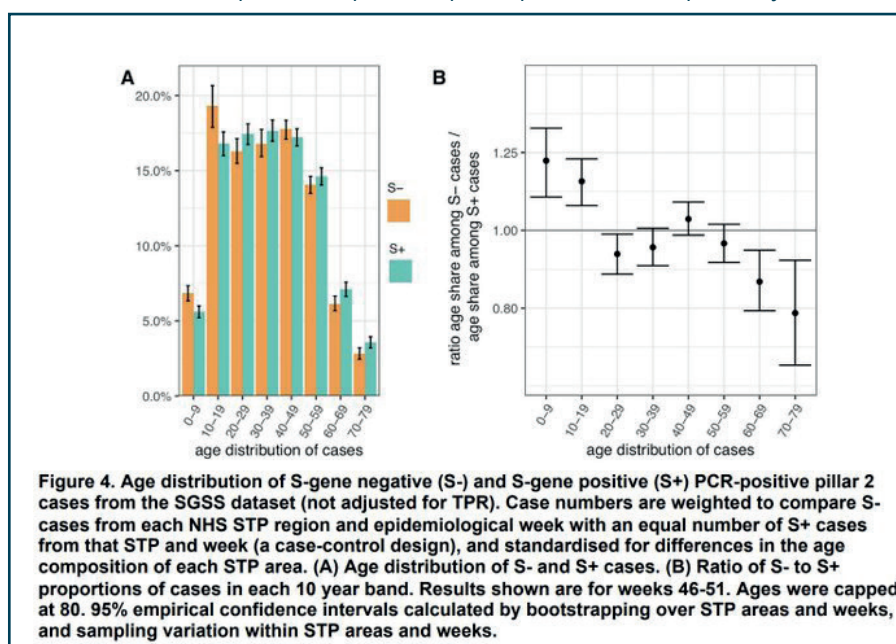 A
B
20.0%
15.0%
10.0%
5.0%
0.0%
0–9
10–19
20–29
30–39
40–49
50–59
60–69
70–79
age distribution of cases
S−
S+
ratio age share among S− cases /
age share among S+ cases
1.25
1.00
0.80
0–9
10–19
20–29
30–39
40–49
50–59
60–69
70–79
age distribution of cases
Figure 4. Age distribution of S-gene negative (S-) and S-gene positive (S+) PCR-positive pillar 2
cases from the SGSS dataset (not adjusted for TPR). Case numbers are weighted to compare S-
cases from each NHS STP region and epidemiological week with an equal number of S+ cases
from that STP and week (a case-control design), and standardised for differences in the age
composition of each STP area. (A) Age distribution of S- and S+ cases. (B) Ratio of S- to S+
proportions of cases in each 10 year band. Results shown are for weeks 46-51. Ages were capped
at 80. 95% empirical confidence intervals calculated by bootstrapping over STP areas and weeks,
and sampling variation within STP areas and weeks.